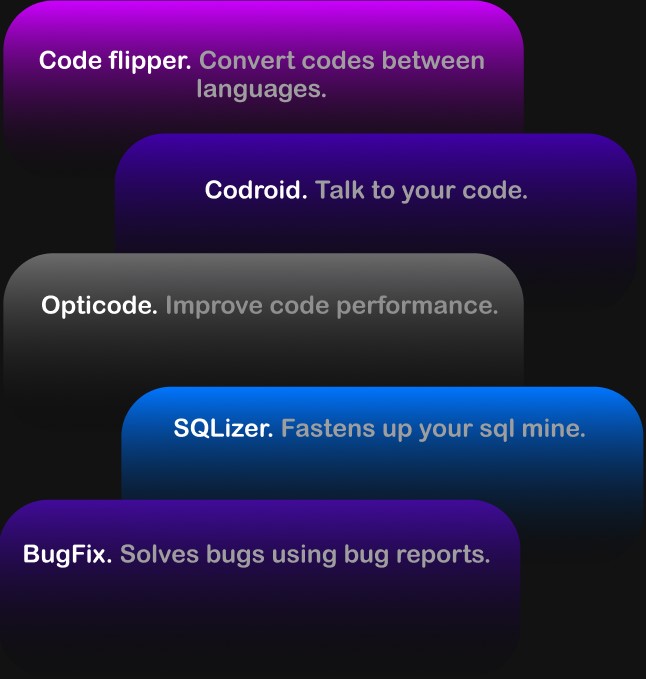 Code flipper. Convert codes between
languages.
Codroid. Talk to your code.
Opticode. Improve code performance.
SQLizer. Fastens up your sql mine.
BugFix. Solves bugs using bug reports.